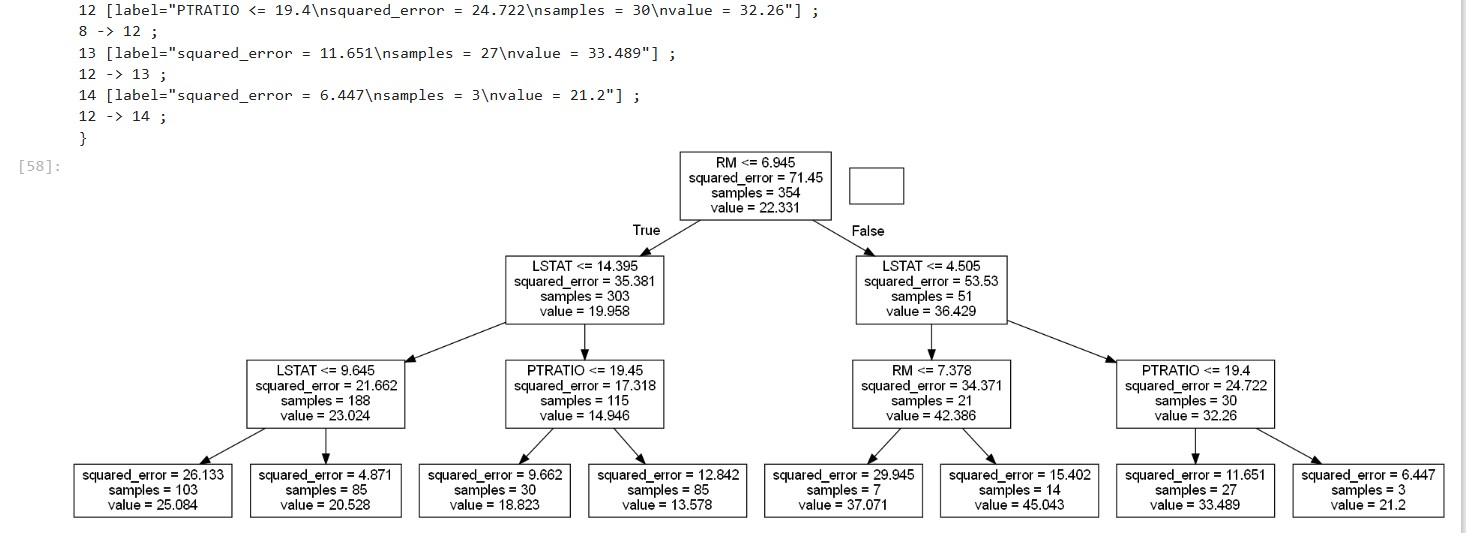 12 [label="PTRATIO <= 19.4\nsquared_error = 24.722\nsamples = 30\nvalue = 32.26"] ;
8 -> 12 ;
13 [label="squared_error = 11.651\nsamples = 27\nvalue = 33.489"] ;
12 -> 13 ;
14 [label="squared_error = 6.447\nsamples = 3\nvalue = 21.2"] ;
12 -> 14 ;
}
[58]:
RM <= 6.945
squared_error = 71.45
samples = 354
value = 22.331
True
False
LSTAT <= 14.395
squared_error = 35.381
samples = 303
value = 19.958
LSTAT <= 4.505
squared_error = 53.53
samples = 51
value = 36.429
LSTAT <= 9.645
squared_error = 21.662
samples = 188
value = 23.024
PTRATIO <= 19.45
squared_error = 17.318
samples = 115
value = 14.946
RM <= 7.378
squared_error = 34.371
samples = 21
value = 42.386
PTRATIO <= 19.4
squared_error = 24.722
samples = 30
value = 32.26
squared_error = 26.133
samples = 103
value = 25.084
squared_error = 4.871
samples = 85
value = 20.528
squared_error = 9.662
samples = 30
value = 18.823
squared_error = 12.842
samples = 85
value = 13.578
squared_error = 29.945
samples = 7
value = 37.071
squared_error = 15.402
samples = 14
value = 45.043
squared_error = 11.651
samples = 27
value = 33.489
squared_error = 6.447
samples = 3
value = 21.2